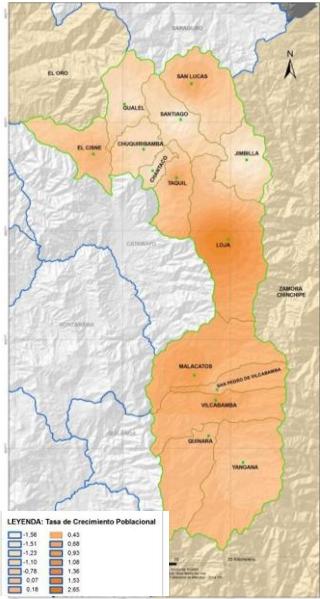 SARAGURO
N
EL ORO
SAN LUCAS
GUALEL
SANTIAGO
CHUQUIRIBAMBA
EL CISNE
CHANTACO
JIMBILLA
TAQUIL
CATAMAYO
LOJA
ZAMORA
CHINCHIPE
MALACATOS
SAN PEDRO DE VILCABAMBA
VILCABAMBA
QUINARA
YANGANA
LEYENDA: Tasa de Crecimiento Poblacional
-1,56 0,43
-1,51 0,68
-1,23 0,93
-1,10 1,08
-0,78 1,36
0,07 1,53
0,18 2,65